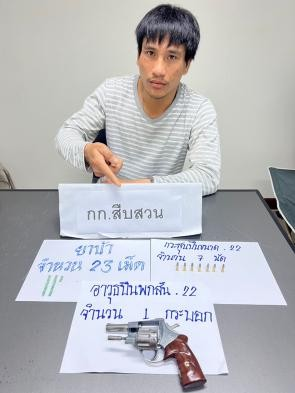 กก.สืบสวน
ยาบ้า
จำนวน 23 เม็ด
กระสุนปืนขนาด .22
จำนวน 7 นัด
อาวุธปืนพกสั้น .22
จำนวน 1 กระบอก